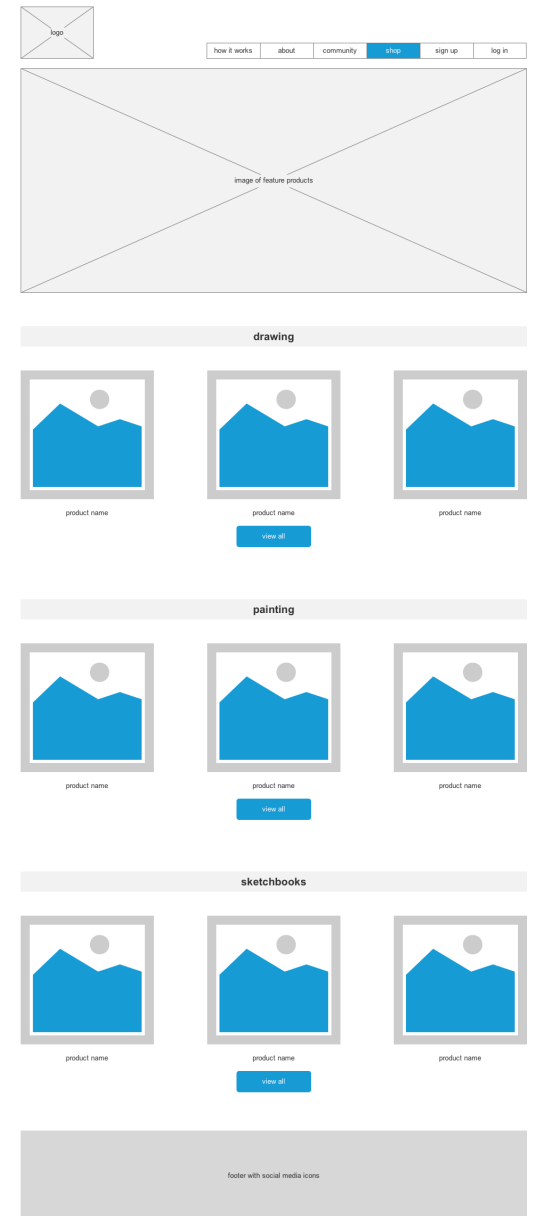 logo
how it works about community shop sign up log in
image of feature products
drawing
product name product name product name
view all
painting
product name product name product name
view all
sketchbooks
product name product name product name
view all
footer with social media icons